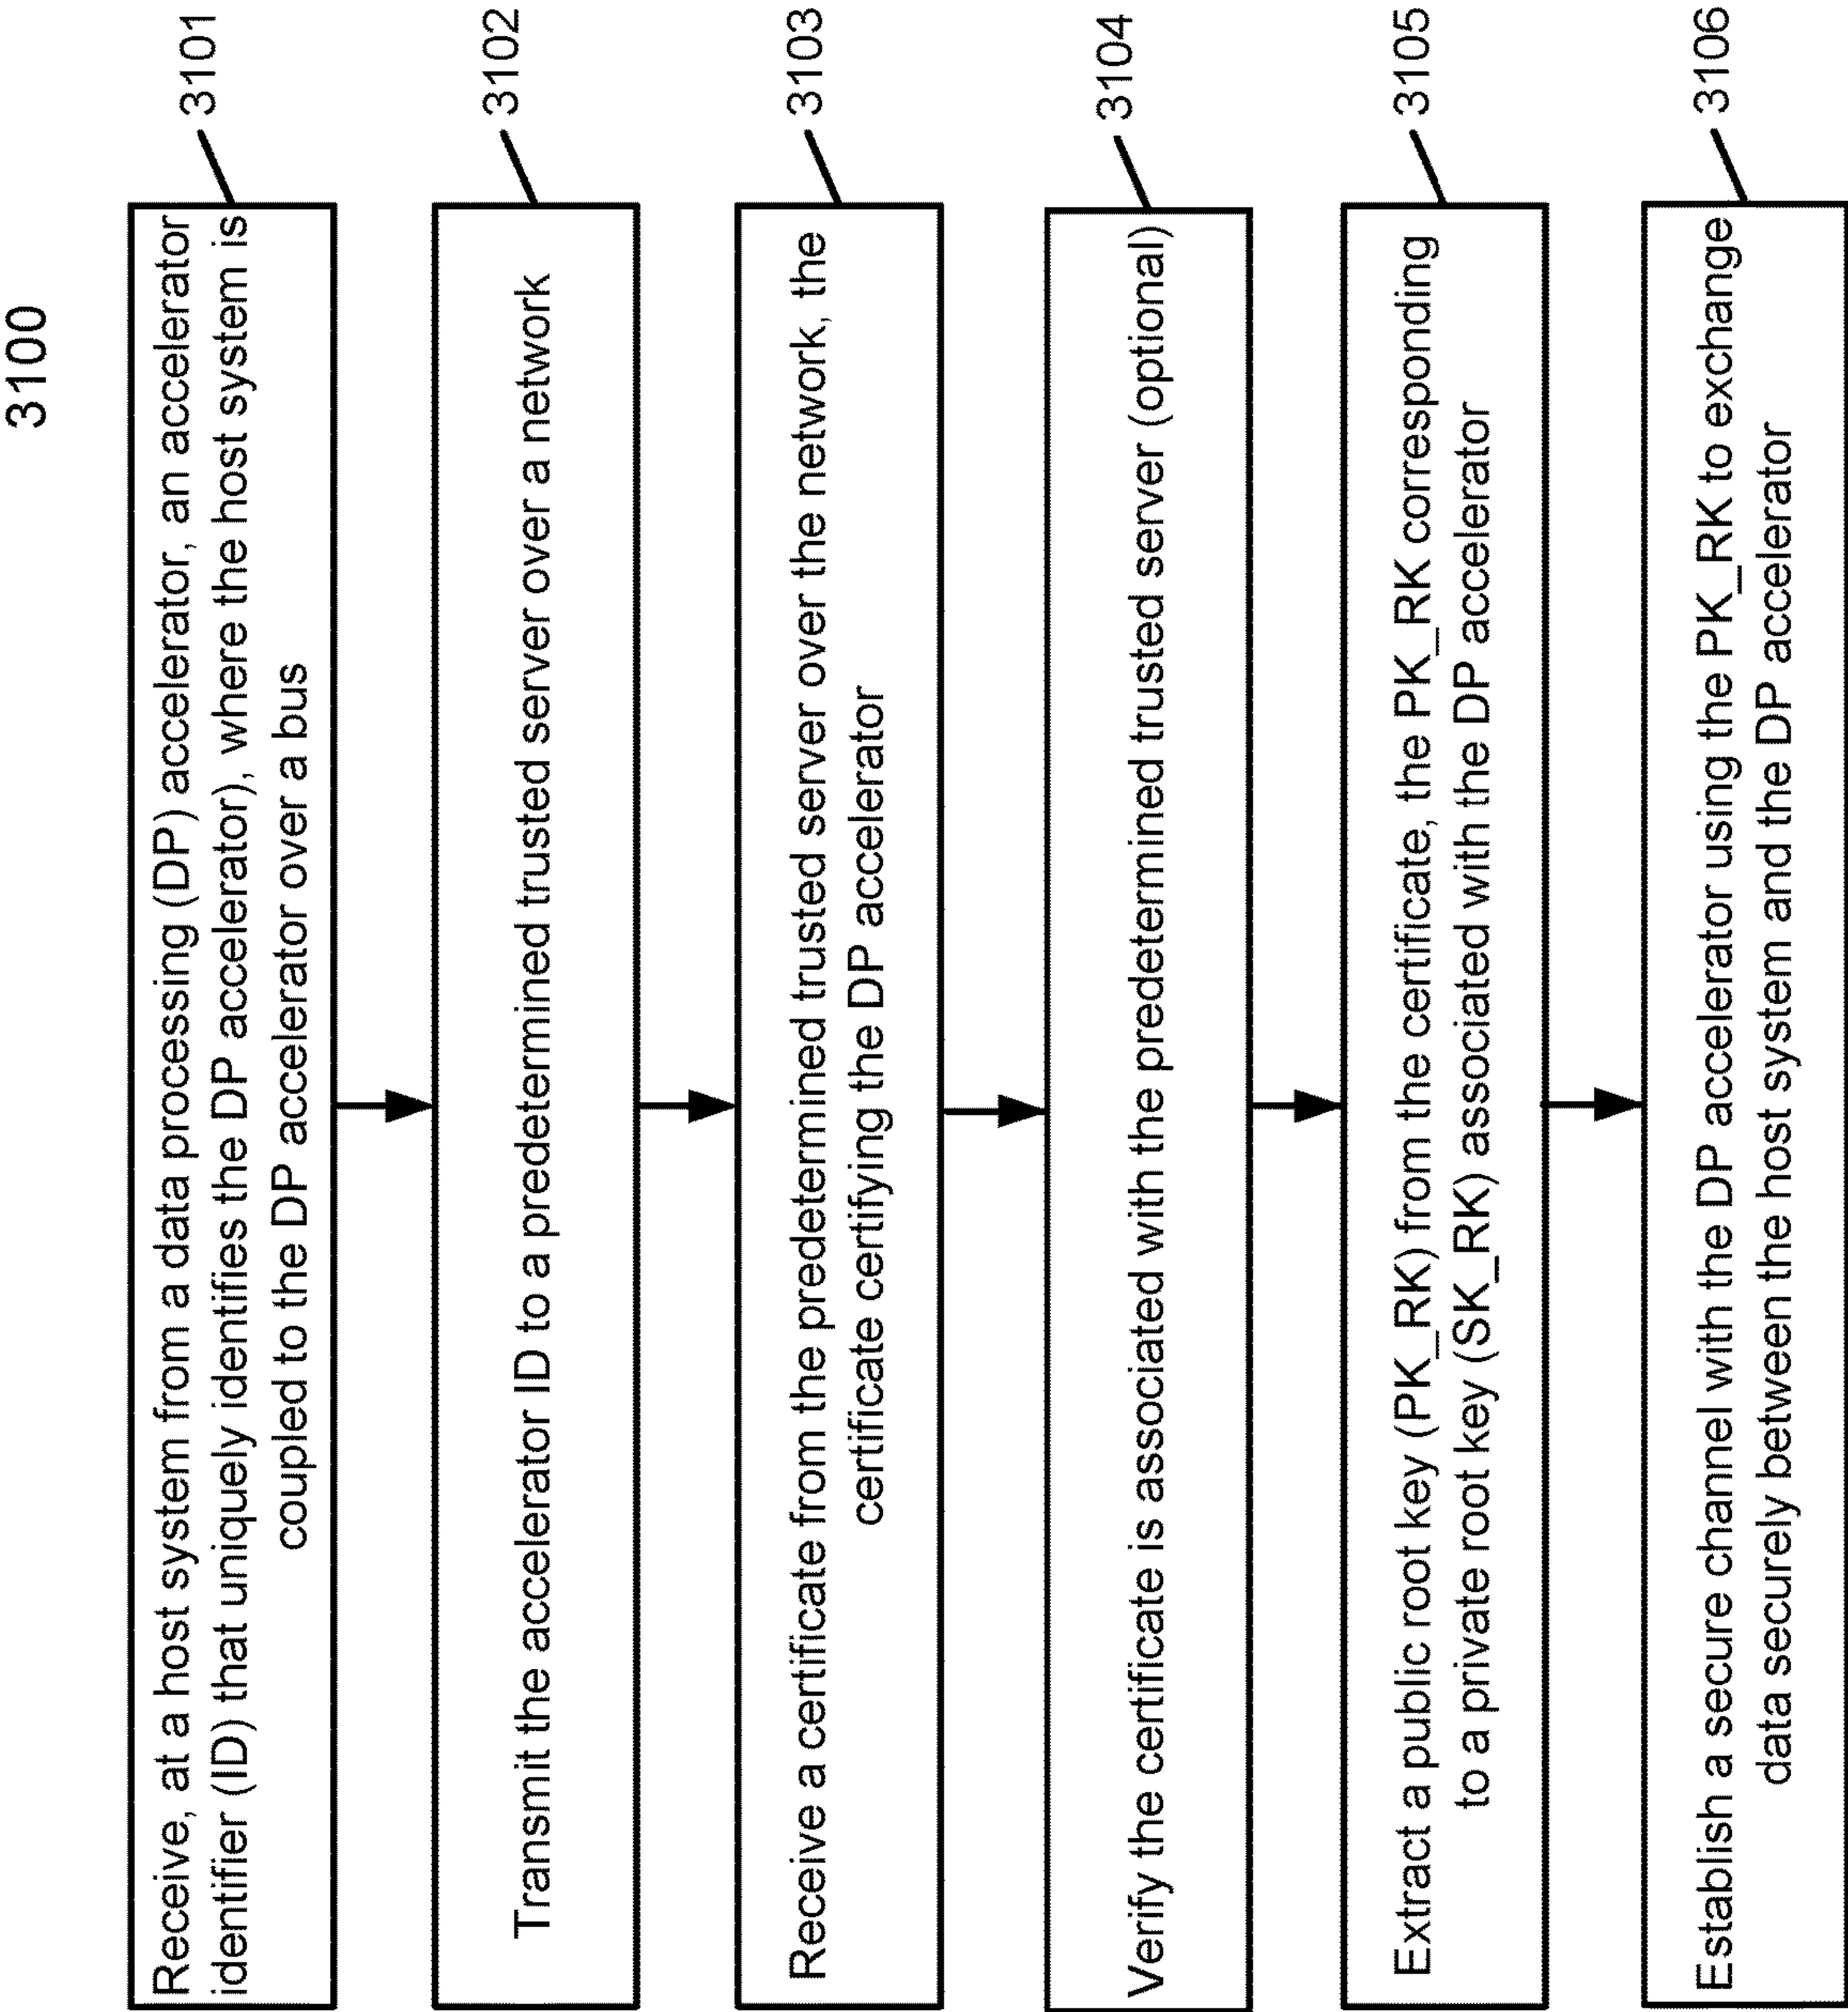 3100
Receive, at a host system from a data processing (DP) accelerator, an accelerator
identifier (ID) that uniquely identifies the DP accelerator), where the host system is
coupled to the DP accelerator over a bus
3101
Transmit the accelerator ID to a predetermined trusted server over a network
3102
Receive a certificate from the predetermined trusted server over the network, the
certificate certifying the DP accelerator
3103
Verify the certificate is associated with the predetermined trusted server (optional)
3104
Extract a public root key (PK_RK) from the certificate, the PK_RK corresponding
to a private root key (SK_RK) associated with the DP accelerator
3105
Establish a secure channel with the DP accelerator using the PK_RK to exchange
data securely between the host system and the DP accelerator
3106